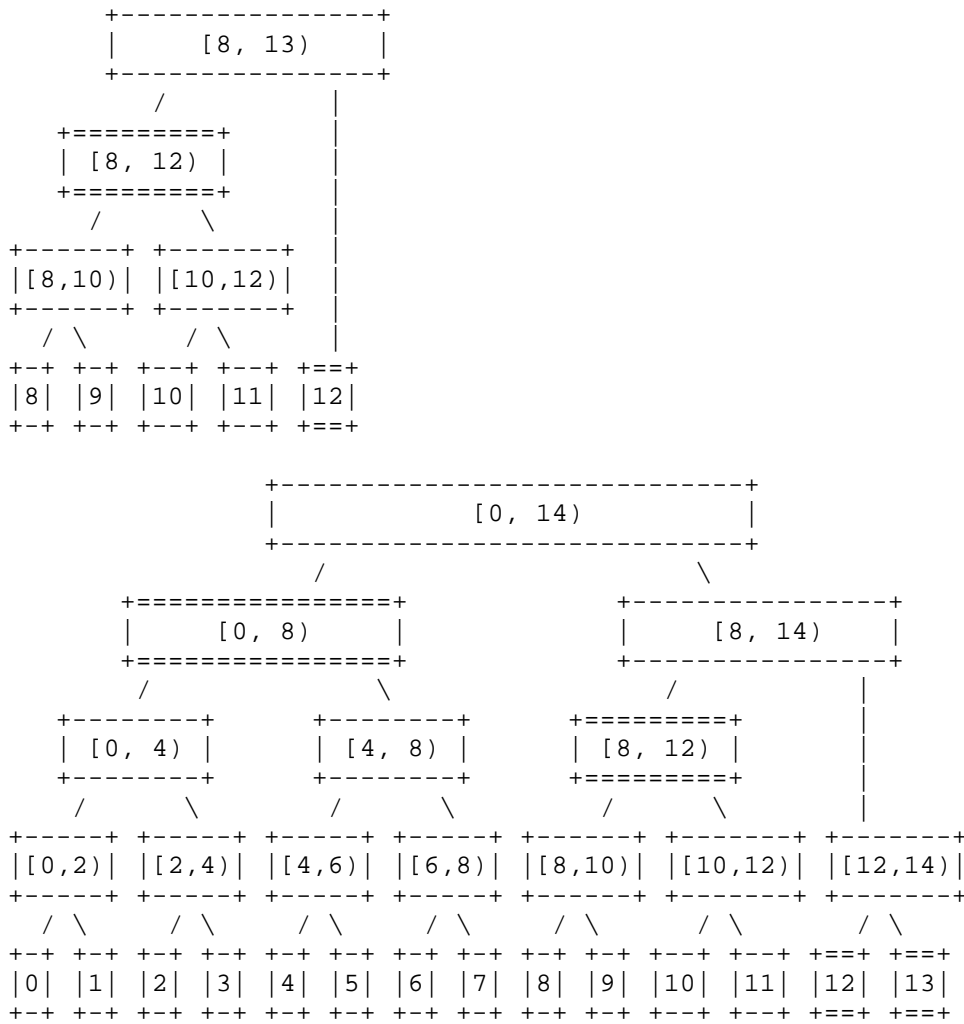 +----------------+
|     [8, 13)    |
+----------------+
/          |
+=========+      |
| [8, 12) |      |
+=========+      |
/      \       |
+------+ +-------+  |
|[8,10)| |[10,12)|  |
+------+ +-------+  |
/ \      / \      |
+-+ +-+ +--+ +--+ +==+
|8| |9| |10| |11| |12|
+-+ +-+ +--+ +--+ +==+
+-----------------------------+
|            [0, 14)          |
+-----------------------------+
/                       \
+================+             +----------------+
|     [0, 8)     |             |     [8, 14)    |
+================+             +----------------+
/              \                 /           |
+--------+      +--------+      +=========+       |
| [0, 4) |      | [4, 8) |      | [8, 12) |       |
+--------+      +--------+      +=========+       |
/      \        /      \         /      \        |
+-----+ +-----+ +-----+ +-----+ +------+ +-------+ +-------+
|[0,2)| |[2,4)| |[4,6)| |[6,8)| |[8,10)| |[10,12)| |[12,14)|
+-----+ +-----+ +-----+ +-----+ +------+ +-------+ +-------+
/ \     / \     / \     / \     / \      / \       / \
+-+ +-+ +-+ +-+ +-+ +-+ +-+ +-+ +-+ +-+ +--+ +--+ +==+ +==+
|0| |1| |2| |3| |4| |5| |6| |7| |8| |9| |10| |11| |12| |13|
+-+ +-+ +-+ +-+ +-+ +-+ +-+ +-+ +-+ +-+ +--+ +--+ +==+ +==+